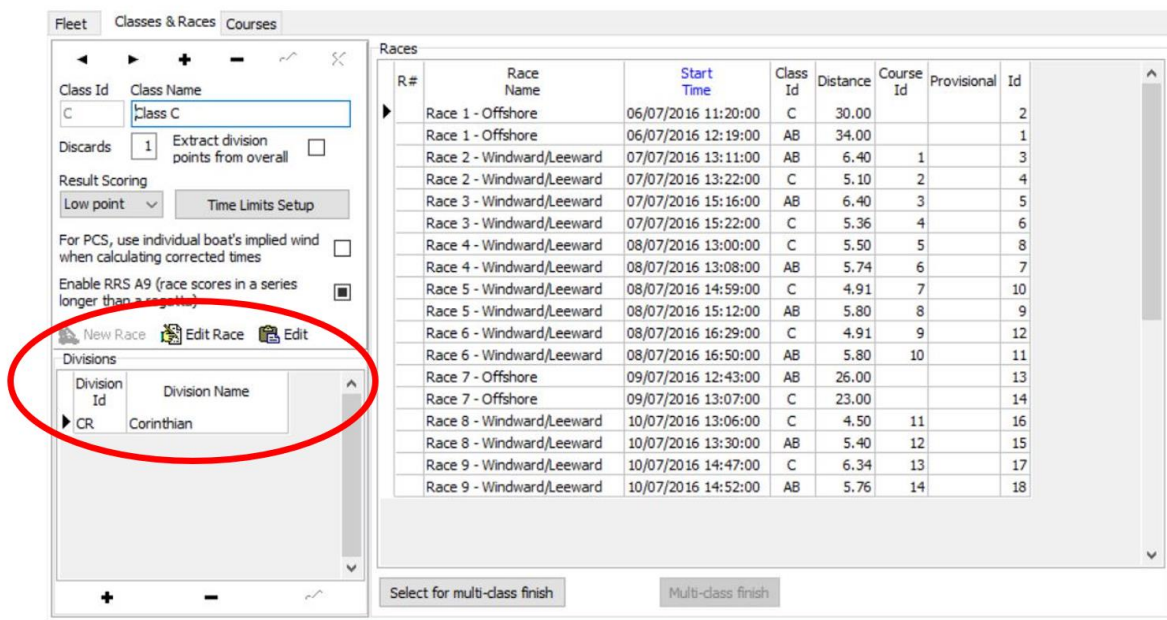 Fleet Classes & Races Courses
Class Id Class Name
C Class C
Discards 1 Extract division
points from overall
Result Scoring
Low point Time Limits Setup
For PCS, use individual boat's implied wind
when calculating corrected times
Enable RRS A9 (race scores in a series
longer than a regatta)
New Race Edit Race Edit
Divisions
Division
Id Division Name
CR Corinthian
Races
R# Race
Name Start
Time Class
Id Distance Course
Id Provisional Id
Race 1 - Offshore 06/07/2016 11:20:00 C 30.00 2
Race 1 - Offshore 06/07/2016 12:19:00 AB 34.00 1
Race 2 - Windward/Leeward 07/07/2016 13:11:00 AB 6.40 1 3
Race 2 - Windward/Leeward 07/07/2016 13:22:00 C 5.10 2 4
Race 3 - Windward/Leeward 07/07/2016 15:16:00 AB 6.40 3 5
Race 3 - Windward/Leeward 07/07/2016 15:22:00 C 5.36 4 6
Race 4 - Windward/Leeward 08/07/2016 13:00:00 C 5.50 5 8
Race 4 - Windward/Leeward 08/07/2016 13:08:00 AB 5.74 6 7
Race 5 - Windward/Leeward 08/07/2016 14:59:00 C 4.91 7 10
Race 5 - Windward/Leeward 08/07/2016 15:12:00 AB 5.80 8 9
Race 6 - Windward/Leeward 08/07/2016 16:29:00 C 4.91 9 12
Race 6 - Windward/Leeward 08/07/2016 16:50:00 AB 5.80 10 11
Race 7 - Offshore 09/07/2016 12:43:00 AB 26.00 13
Race 7 - Offshore 09/07/2016 13:07:00 C 23.00 14
Race 8 - Windward/Leeward 10/07/2016 13:06:00 C 4.50 11 16
Race 8 - Windward/Leeward 10/07/2016 13:30:00 AB 5.40 12 15
Race 9 - Windward/Leeward 10/07/2016 14:47:00 C 6.34 13 17
Race 9 - Windward/Leeward 10/07/2016 14:52:00 AB 5.76 14 18
Select for multi-class finish Multi-class finish